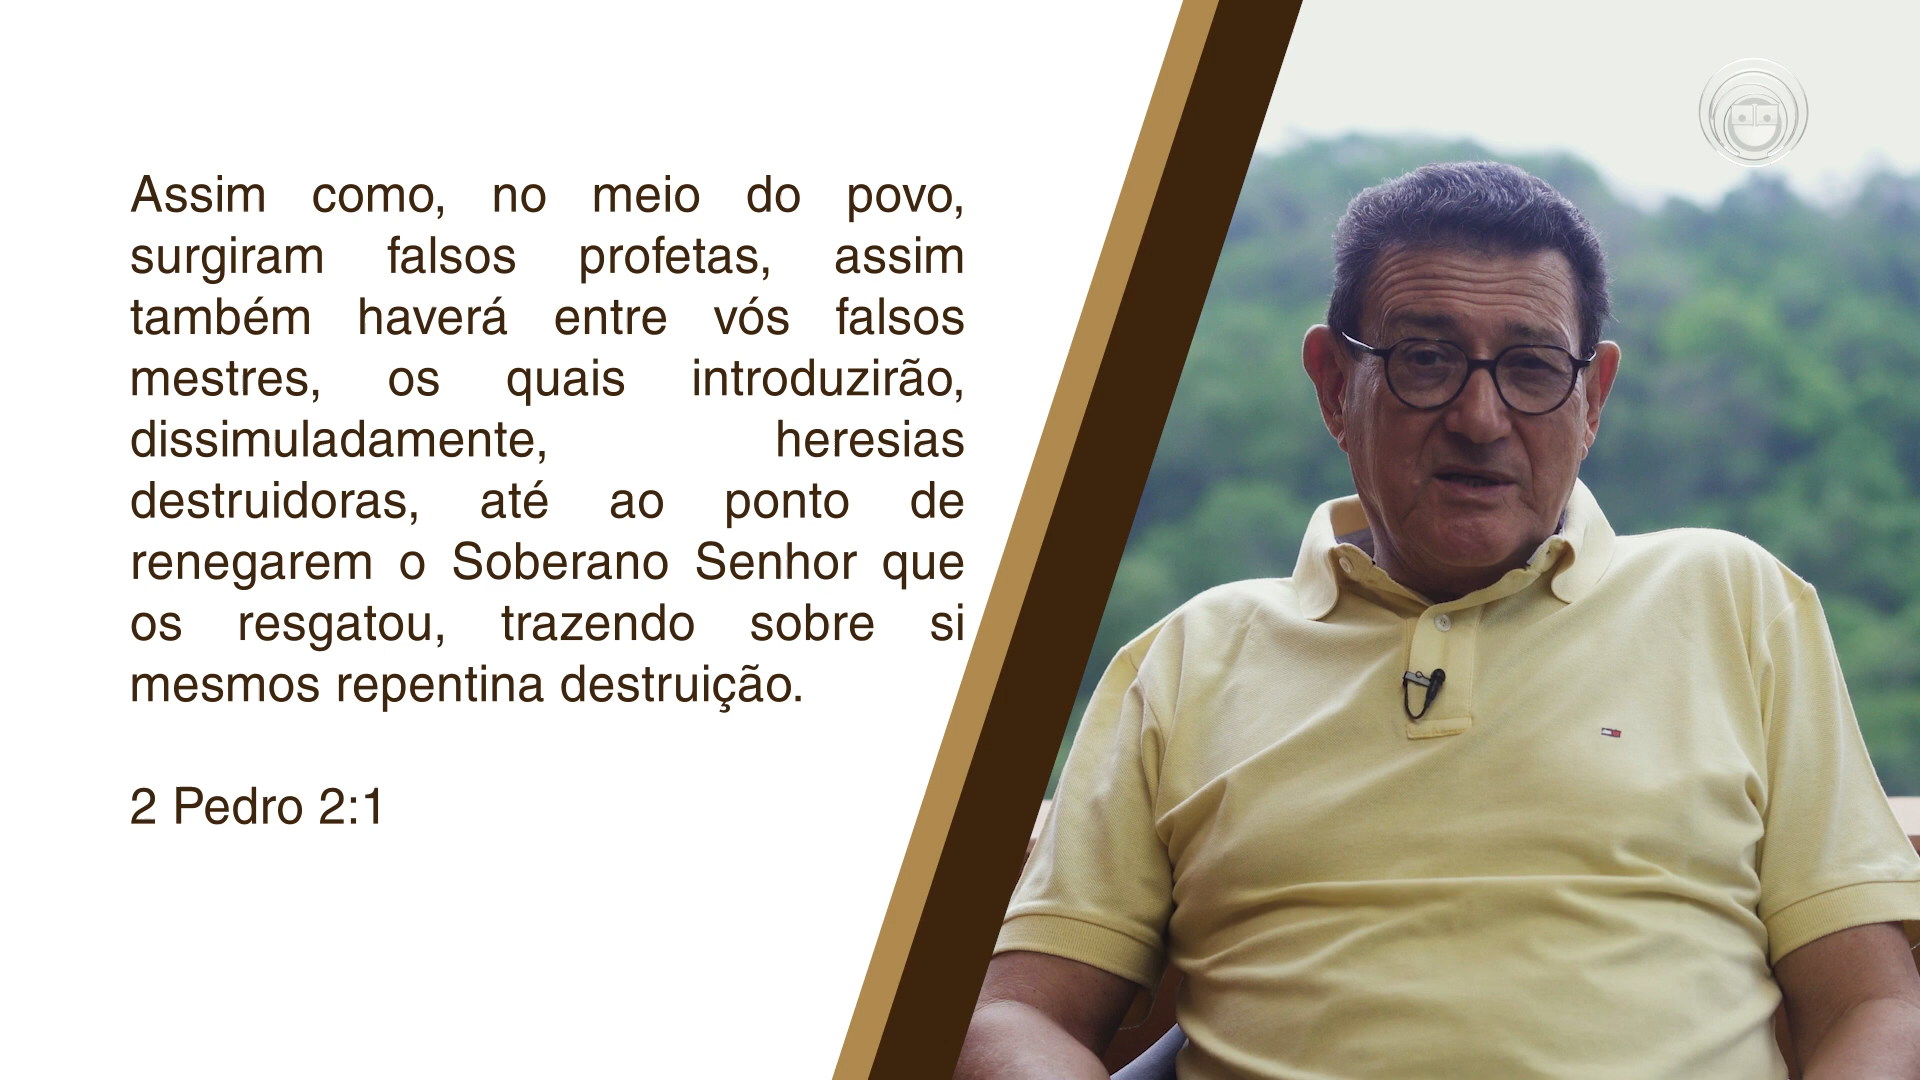 Assim como, no meio do povo,
surgiram falsos profetas, assim
também haverá entre vós falsos
mestres, os quais introduzirão,
dissimuladamente, heresias
destruidoras, até ao ponto de
renegarem o Soberano Senhor que
os resgatou, trazendo sobre si
mesmos repentina destruição.
2 Pedro 2:1